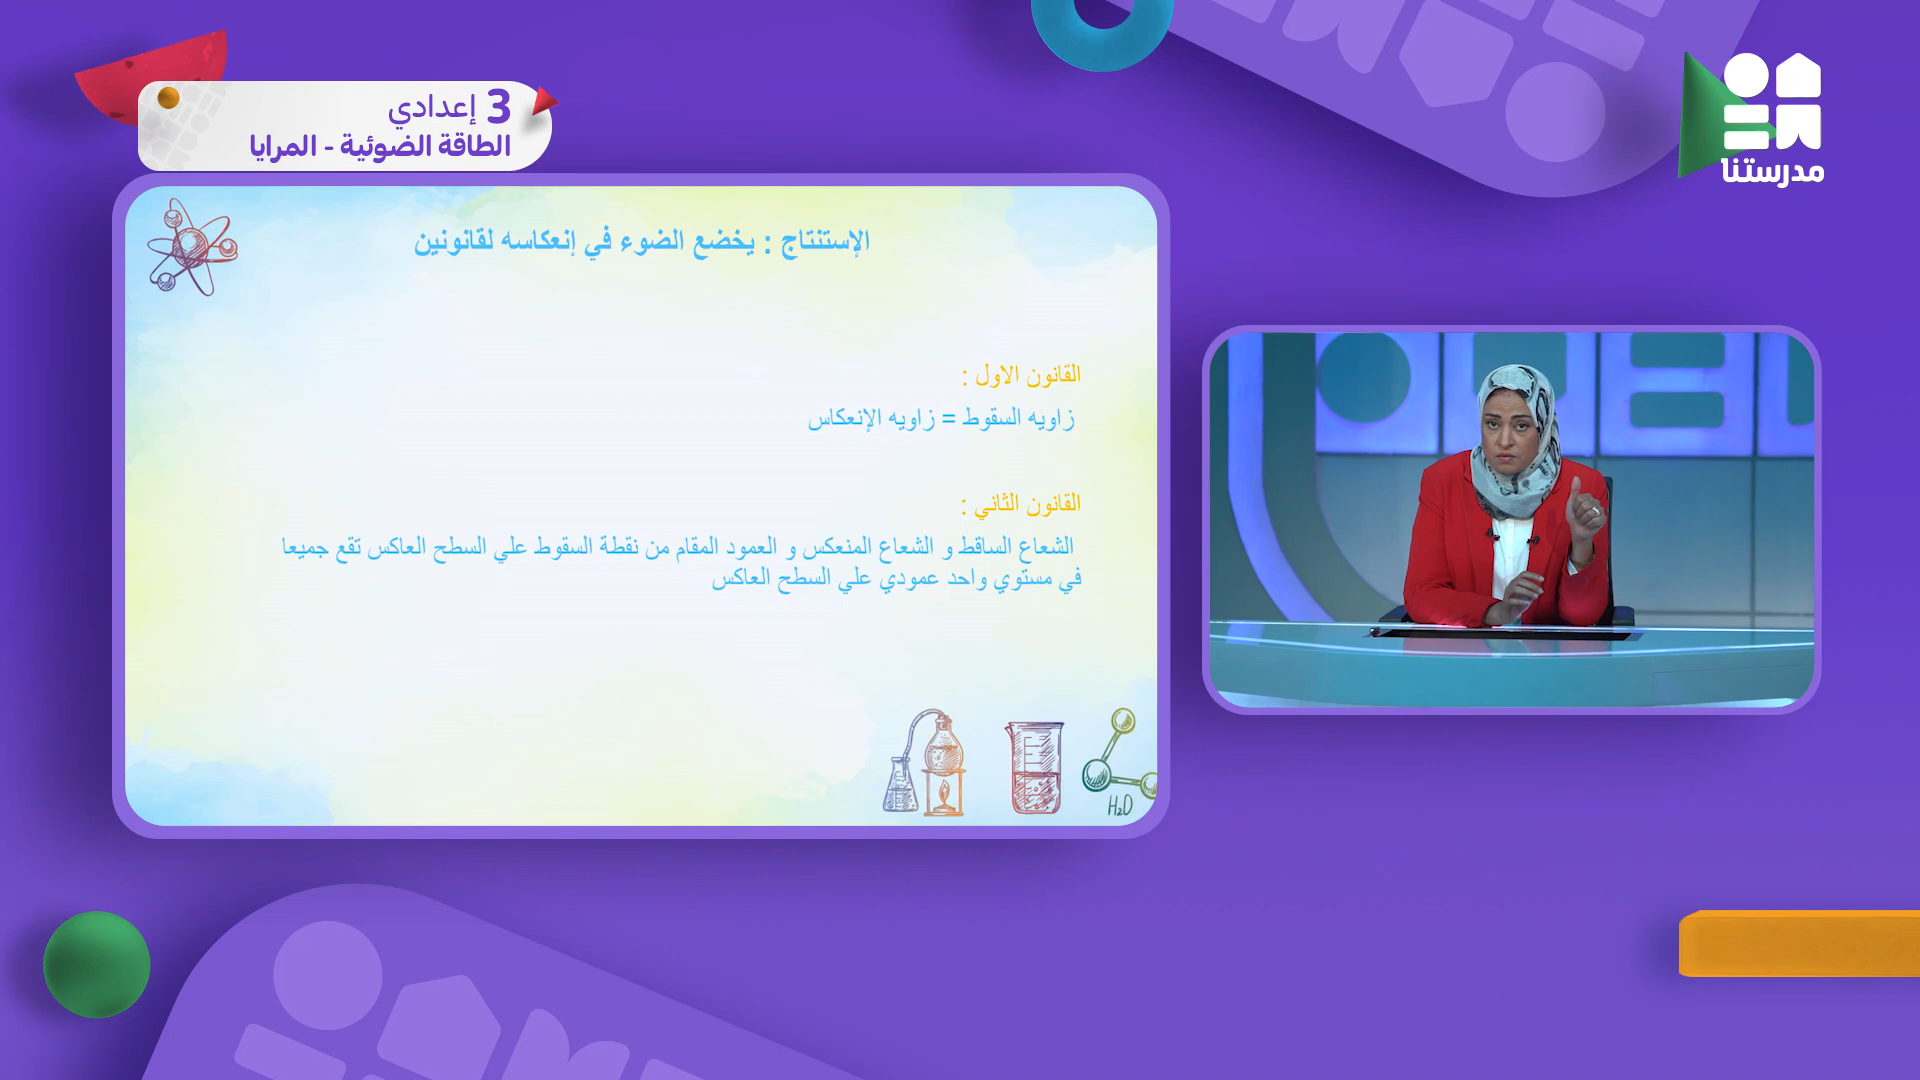 3 إعدادي
الطاقة الضوئية - المرايا
مدرستنا
الإستنتاج : يخضع الضوء في إنعكاسه لقانونين
القانون الاول :
زاويه السقوط = زاويه الإنعكاس
القانون الثاني :
الشعاع الساقط و الشعاع المنعكس و العمود المقام من نقطة السقوط علي السطح العاكس تقع جميعا
في مستوي واحد عمودي علي السطح العاكس
H₂O